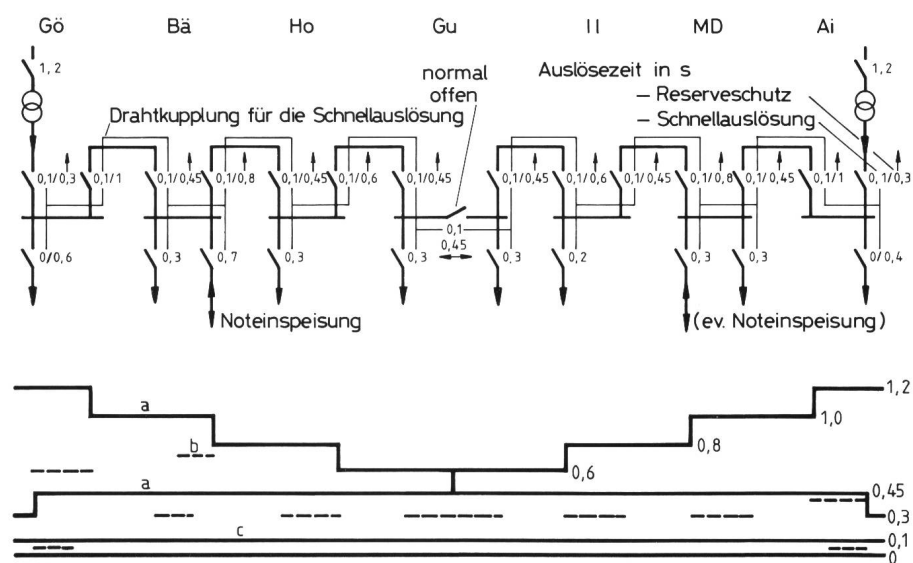 Gö Bä Ho Gu Il MD Ai
1,2 normal offen Auslösezeit in s 1,2
– Reserveschutz
Drahtkupplung für die Schnellauslösung – Schnellauslösung
0,1/0,3 0,1/1 0,1/0,45 0,1/0,8 0,1/0,45 0,1/0,6 0,1/0,45 0,1/0,45 0,1/0,6 0,1/0,45 0,1/0,8 0,1/0,45 0,1/1 0,1/0,3
0,1
0,45
0/0,6 0,3 0,7 0,3 0,3 0,3 0,2 0,3 0,3 0/0,4
Noteinspeisung (ev. Noteinspeisung)
1,2
a 1,0
b 0,8
0,6
a 0,45
0,3
c 0,1
0